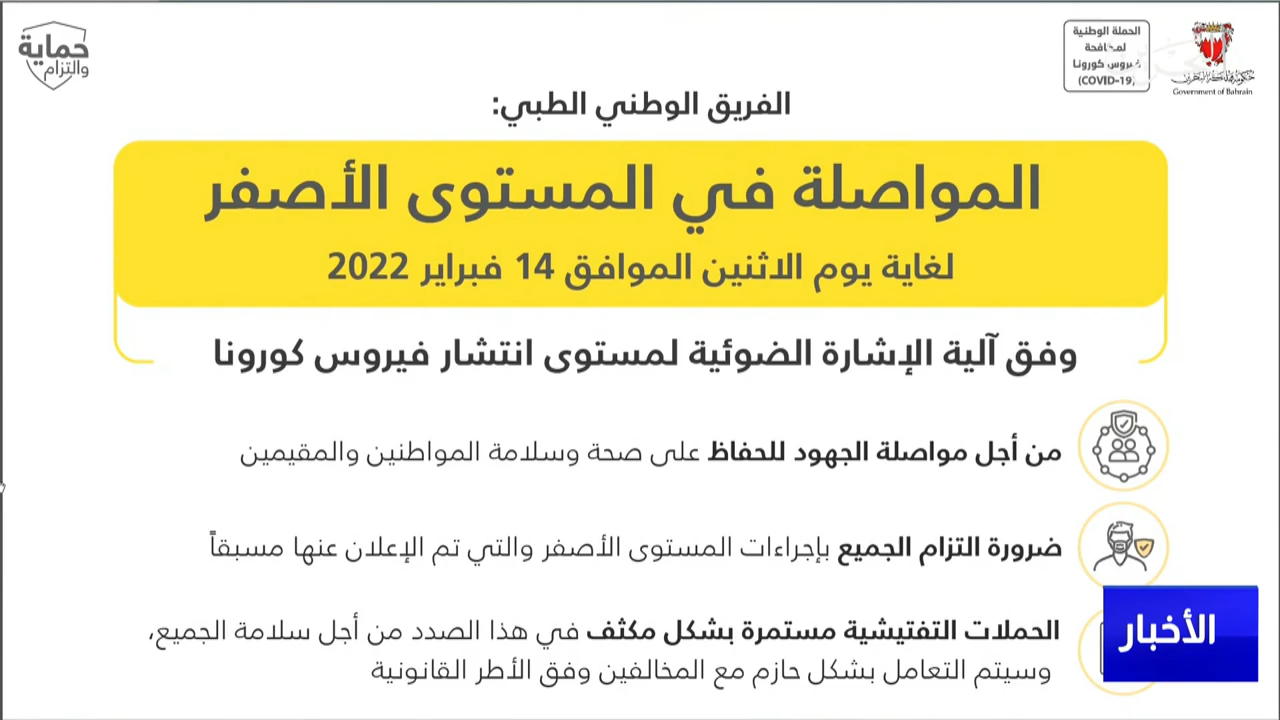 حماية
والتزام
الحملة الوطنية
لمكافحة
فيروس كورونا
(COVID-19)
Government of Bahrain
الفريق الوطني الطبي:
المواصلة في المستوى الأصفر
لغاية يوم الاثنين الموافق 14 فبراير 2022
وفق آلية الإشارة الضوئية لمستوى انتشار فيروس كورونا
من أجل مواصلة الجهود للحفاظ على صحة وسلامة المواطنين والمقيمين
ضرورة التزام الجميع بإجراءات المستوى الأصفر والتي تم الإعلان عنها مسبقاً
الحملات التفتيشية مستمرة بشكل مكثف في هذا الصدد من أجل سلامة الجميع،
وسيتم التعامل بشكل حازم مع المخالفين وفق الأطر القانونية
الأخبار